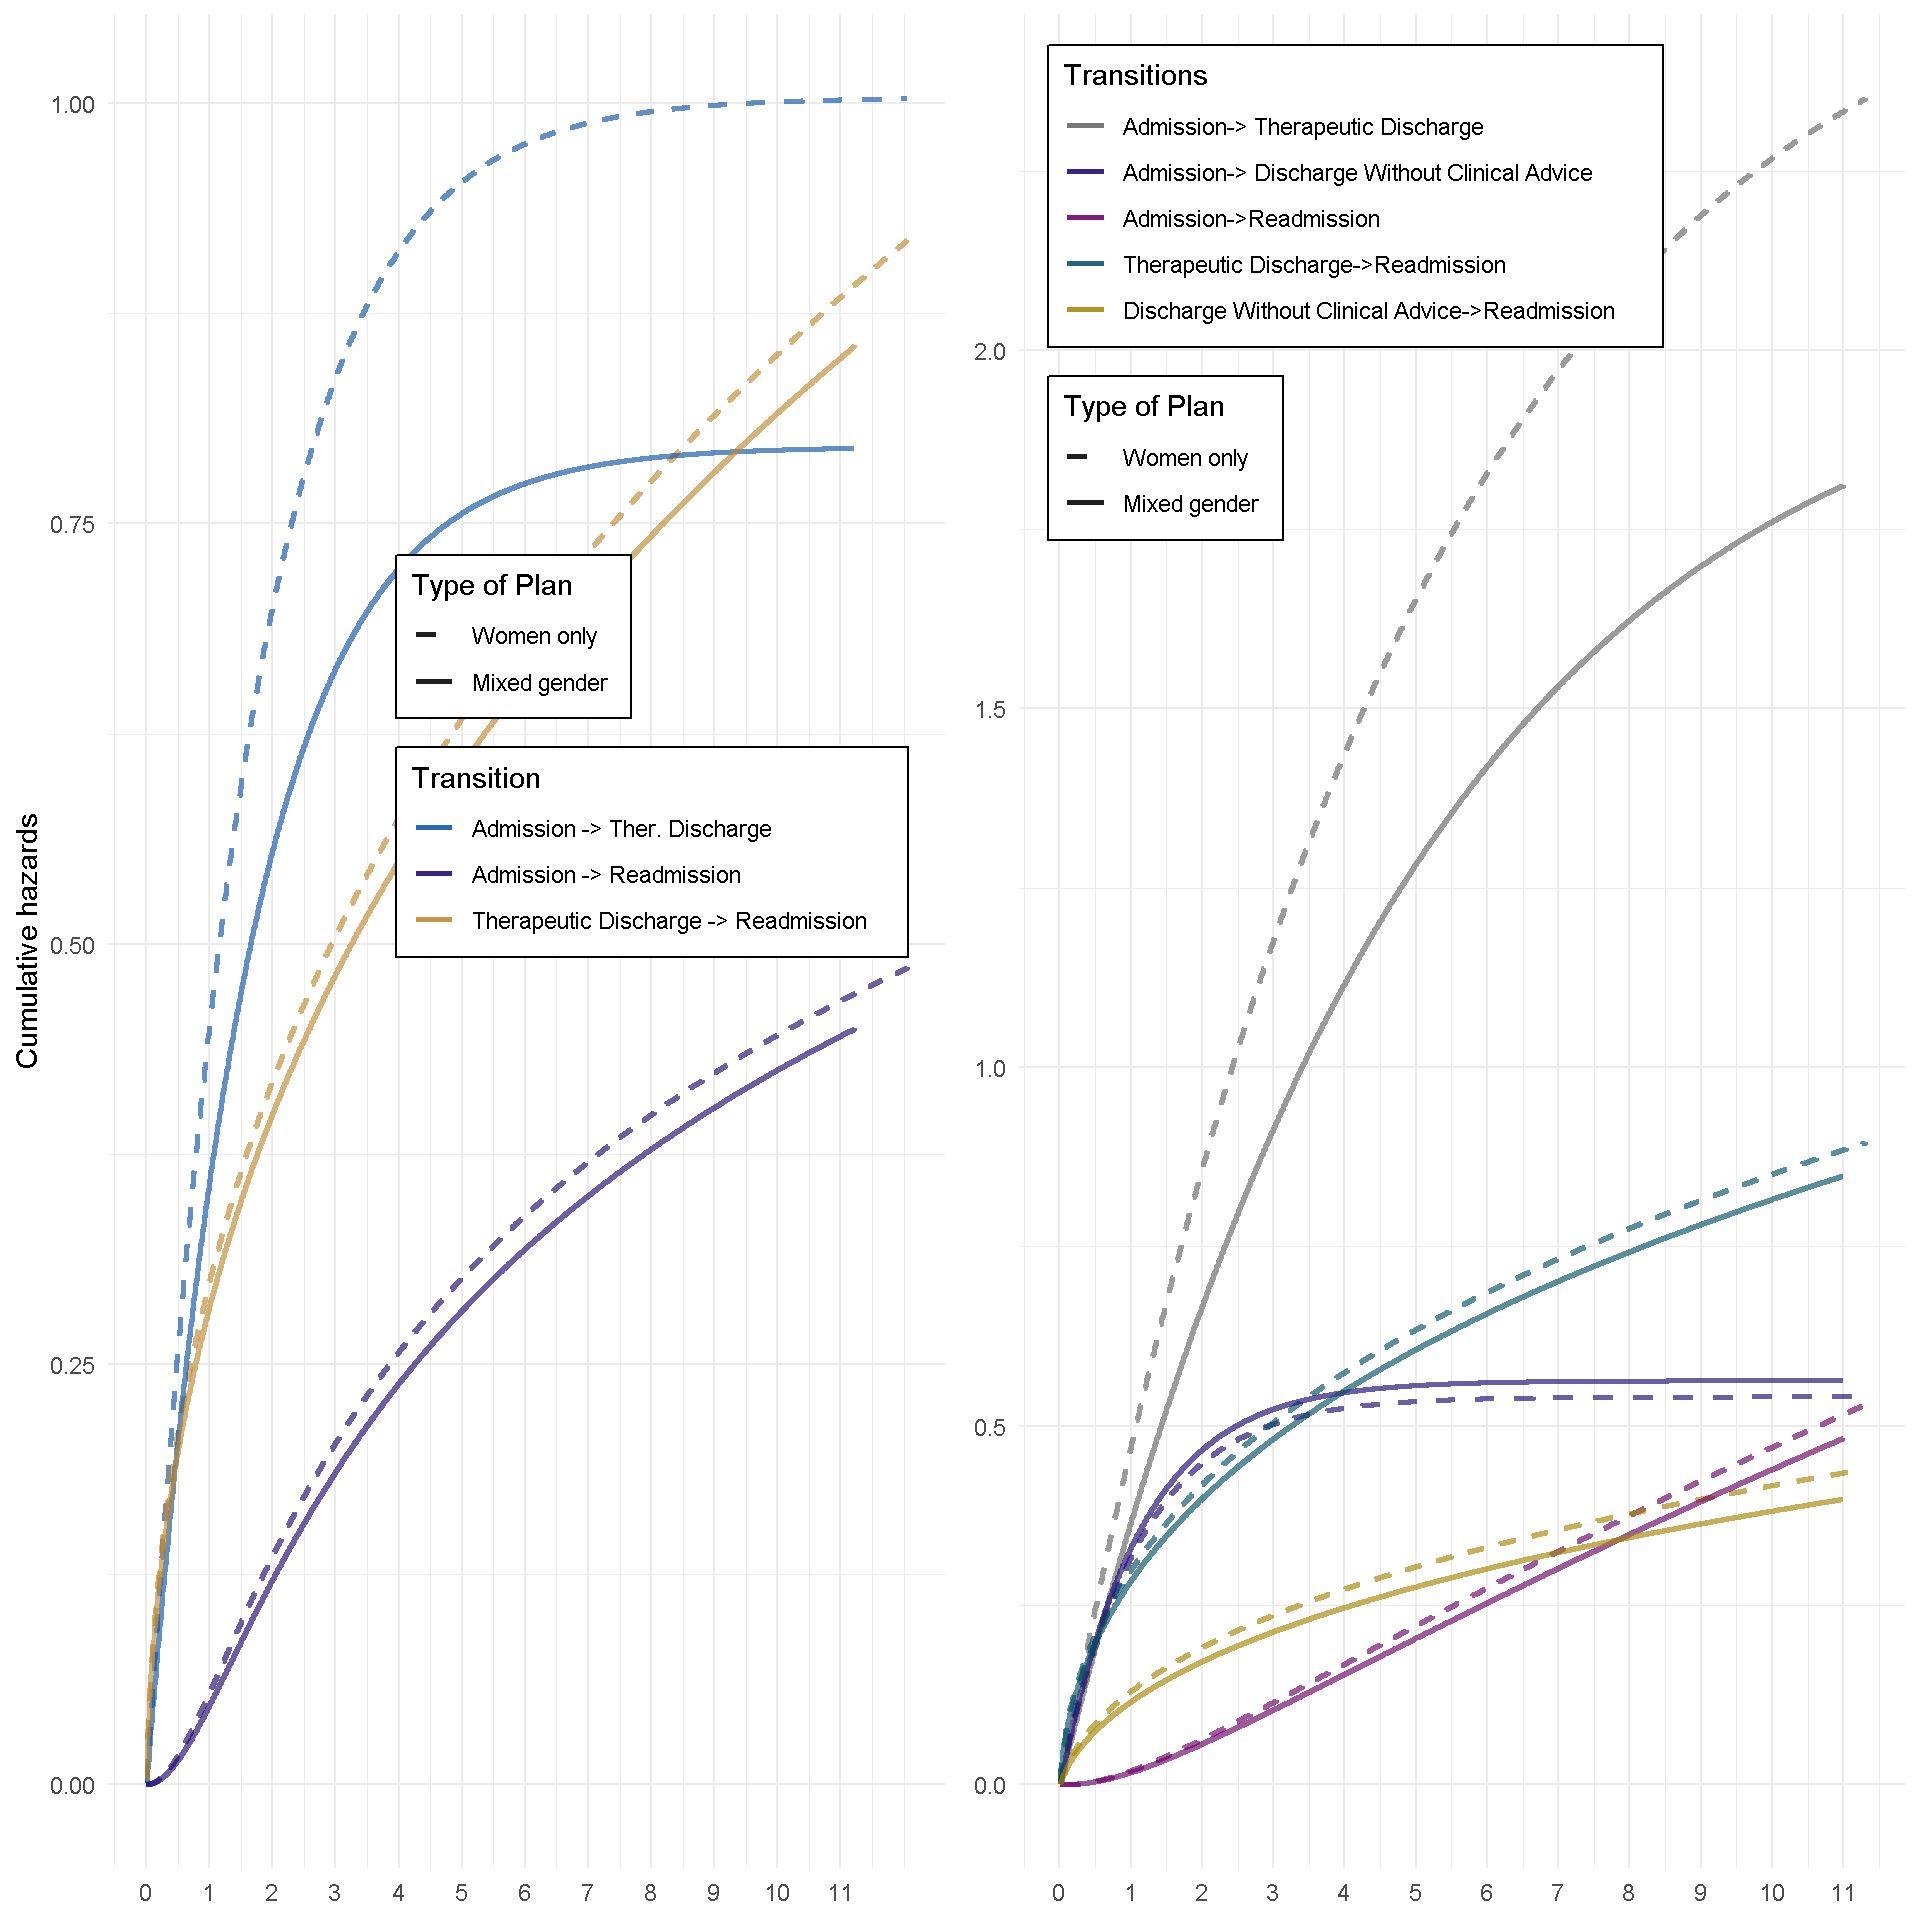 Cumulative hazards
1.00
0.75
0.50
0.25
0.00
0 1 2 3 4 5 6 7 8 9 10 11
Type of Plan
Women only
Mixed gender
Transition
Admission -> Ther. Discharge
Admission -> Readmission
Therapeutic Discharge -> Readmission
2.0
1.5
1.0
0.5
0.0
0 1 2 3 4 5 6 7 8 9 10 11
Transitions
Admission-> Therapeutic Discharge
Admission-> Discharge Without Clinical Advice
Admission->Readmission
Therapeutic Discharge->Readmission
Discharge Without Clinical Advice->Readmission
Type of Plan
Women only
Mixed gender